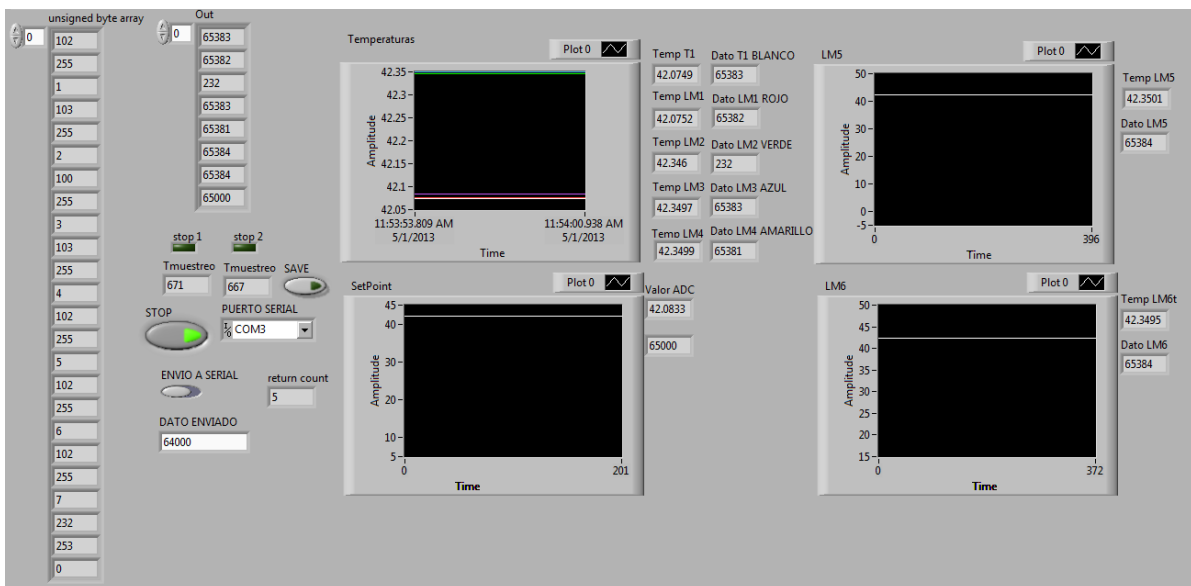 unsigned byte array
0
102
255
1
103
255
2
100
255
3
103
255
4
102
255
5
102
255
6
102
255
7
232
253
0
Out
0
65383
65382
232
65383
65381
65384
65384
65000
stop 1 stop 2
Tmuestreo Tmuestreo SAVE
671 667
STOP PUERTO SERIAL
I/O COM3
ENVIO A SERIAL return count
5
DATO ENVIADO
64000
Temperaturas
Plot 0
Amplitude
42.35
42.3
42.25
42.2
42.15
42.1
42.05
11:53:53.809 AM 11:54:00.938 AM
5/1/2013 5/1/2013
Time
Temp T1 Dato T1 BLANCO
42.0749 65383
Temp LM1 Dato LM1 ROJO
42.0752 65382
Temp LM2 Dato LM2 VERDE
42.346 232
Temp LM3 Dato LM3 AZUL
42.3497 65383
Temp LM4 Dato LM4 AMARILLO
42.3499 65381
SetPoint
Plot 0
Amplitude
45
40
30
20
10
5
0 201
Time
Valor ADC
42.0833
65000
LM5
Plot 0
Amplitude
50
40
30
20
10
0
-5
0 396
Time
Temp LM5
42.3501
Dato LM5
65384
LM6
Plot 0
Amplitude
50
45
40
35
30
25
20
15
0 372
Time
Temp LM6t
42.3495
Dato LM6
65384